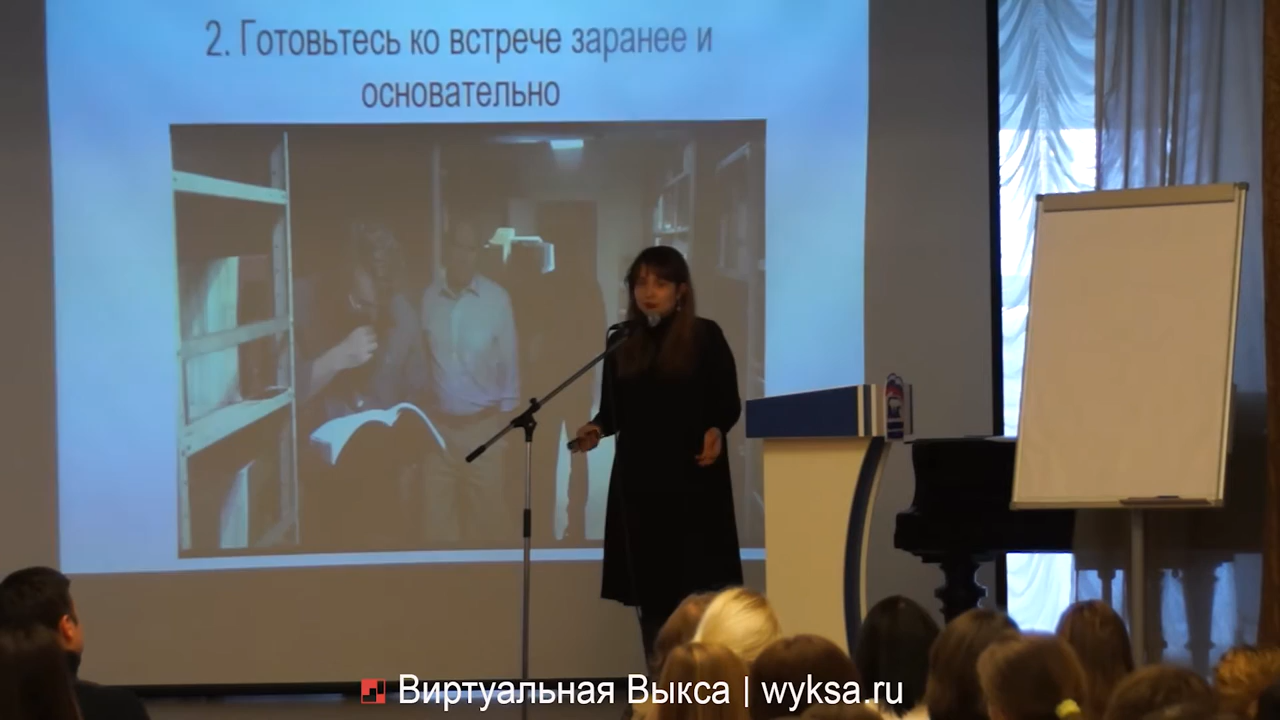 2. Готовьтесь ко встрече заранее и
основательно
Виртуальная Выкса | wyksa.ru